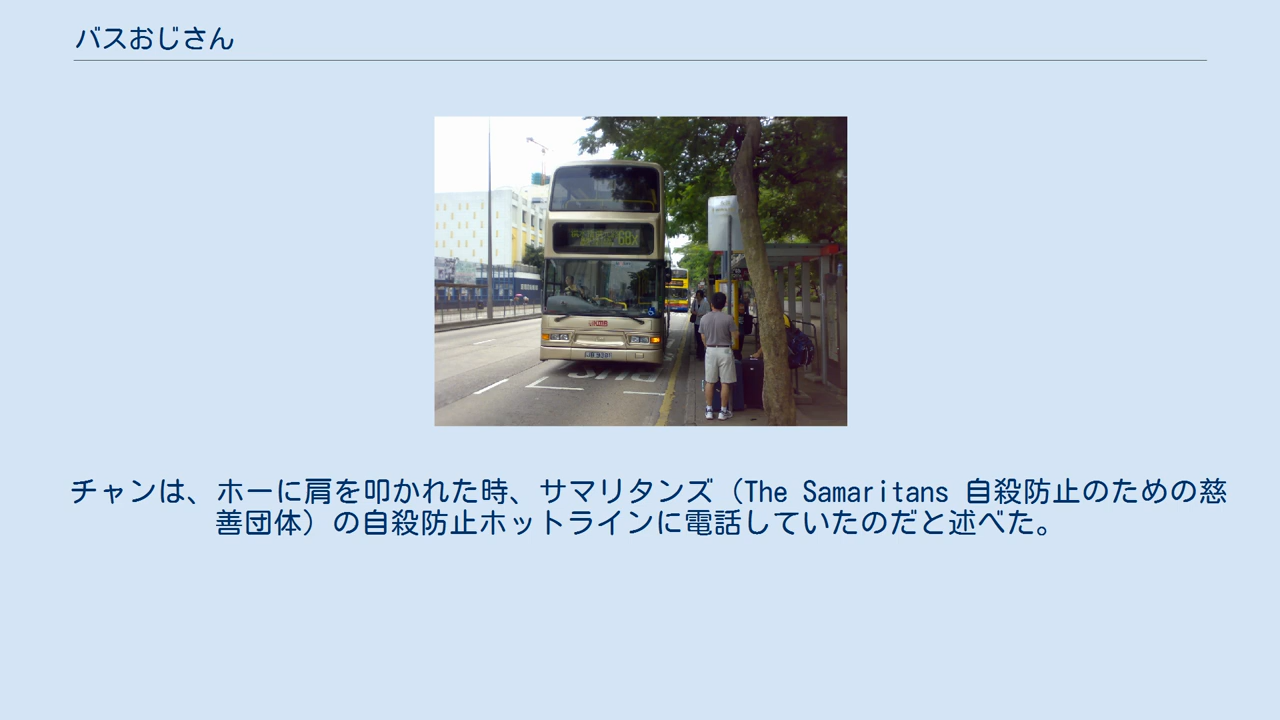 バスおじさん
68X
KMB
チャンは、ホーに肩を叩かれた時、サマリタンズ（The Samaritans 自殺防止のための慈
善団体）の自殺防止ホットラインに電話していたのだと述べた。